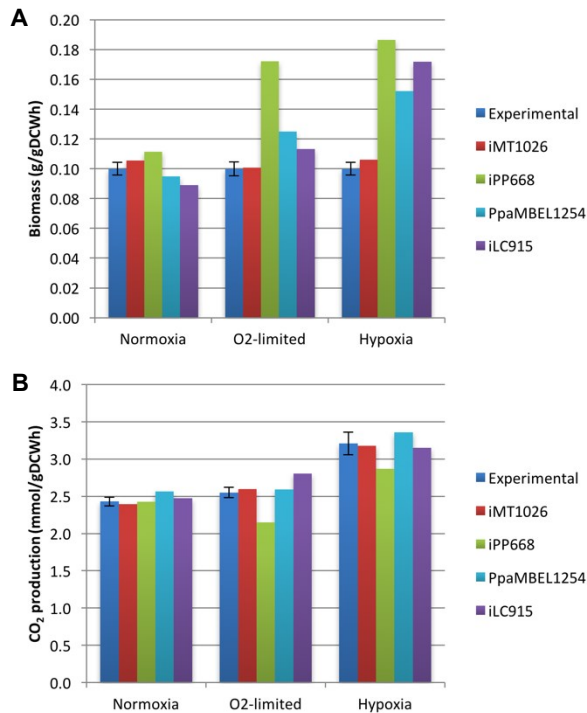 A
Biomass (g/gDCWh)
0.20
0.18
0.16
0.14
0.12
0.10
0.08
0.06
0.04
0.02
0.00
Normoxia
O2-limited
Hypoxia
Experimental
iMT1026
iPP668
PpaMBEL1254
iLC915
B
CO2 production (mmol/gDCWh)
4.0
3.5
3.0
2.5
2.0
1.5
1.0
0.5
0.0
Normoxia
O2-limited
Hypoxia
Experimental
iMT1026
iPP668
PpaMBEL1254
iLC915